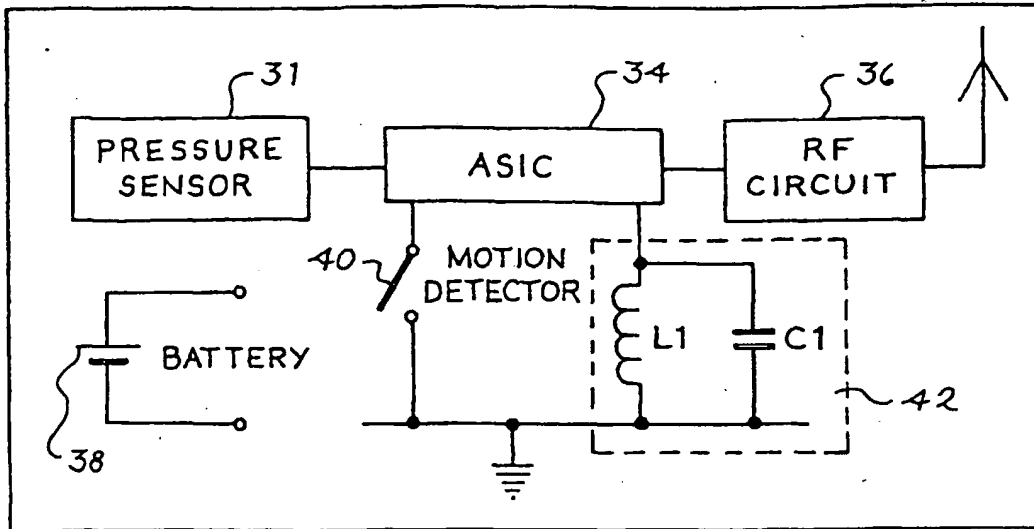 31
34
36
PRESSURE
SENSOR
ASIC
RF
CIRCUIT
40
MOTION
DETECTOR
BATTERY
L1
C1
42
38